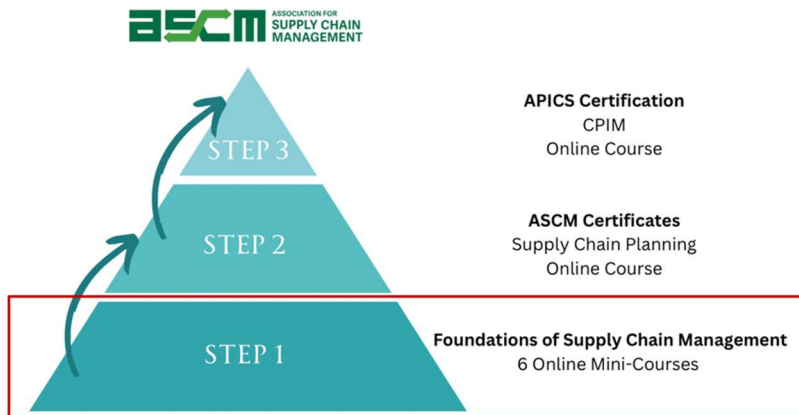 ascm
ASSOCIATION FOR
SUPPLY CHAIN
MANAGEMENT
STEP 3
APICS Certification
CPIM
Online Course
STEP 2
ASCM Certificates
Supply Chain Planning
Online Course
STEP 1
Foundations of Supply Chain Management
6 Online Mini-Courses